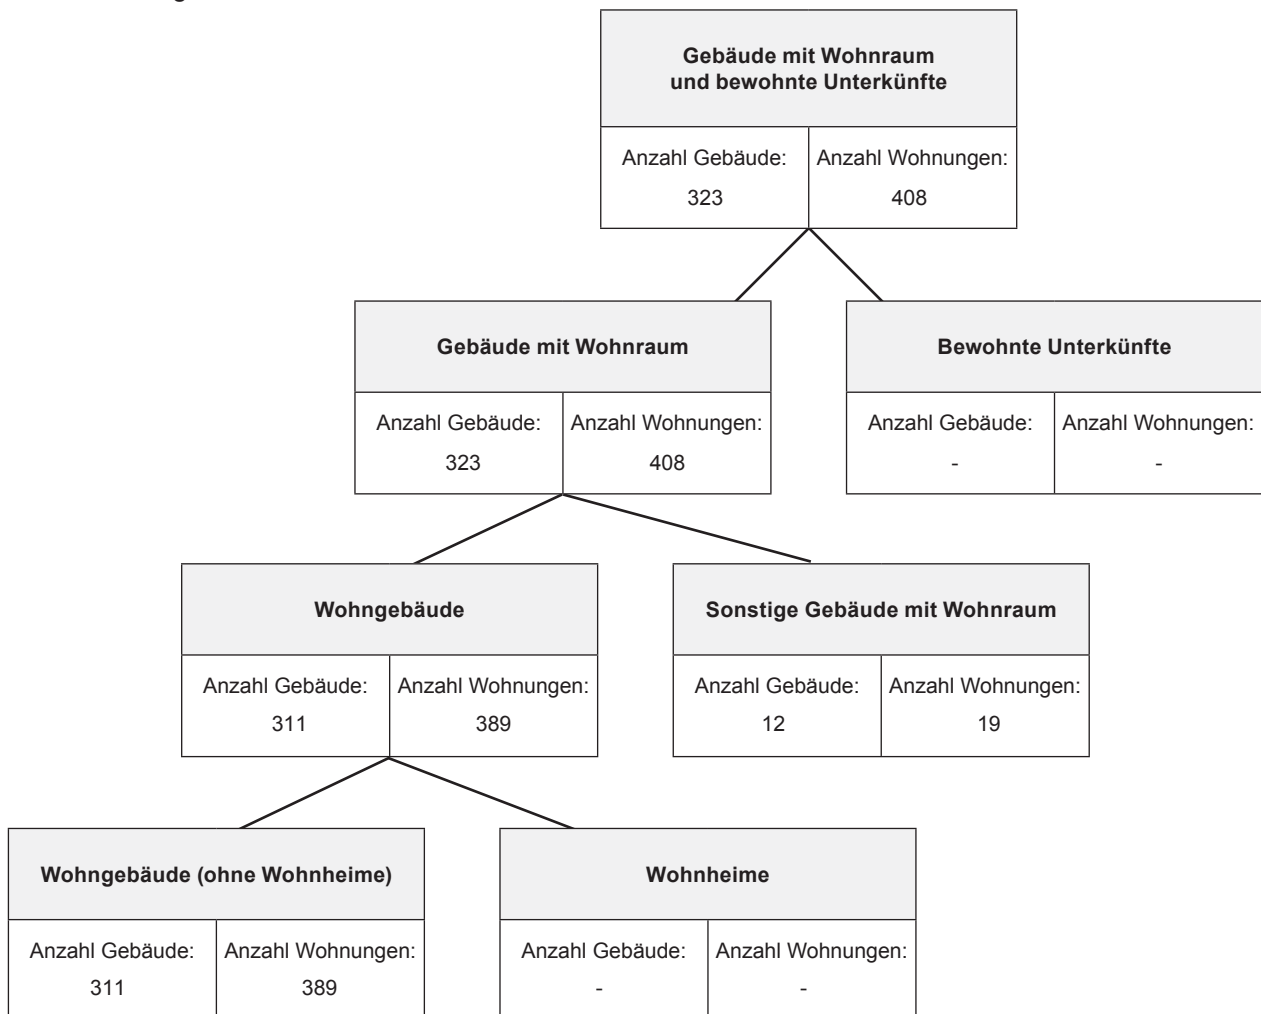 Gebäude mit Wohnraum
und bewohnte Unterkünfte
Anzahl Gebäude: Anzahl Wohnungen:
323 408
Gebäude mit Wohnraum Bewohnte Unterkünfte
Anzahl Gebäude: Anzahl Wohnungen: Anzahl Gebäude: Anzahl Wohnungen:
323 408 - -
Wohngebäude Sonstige Gebäude mit Wohnraum
Anzahl Gebäude: Anzahl Wohnungen: Anzahl Gebäude: Anzahl Wohnungen:
311 389 12 19
Wohngebäude (ohne Wohnheime) Wohnheime
Anzahl Gebäude: Anzahl Wohnungen: Anzahl Gebäude: Anzahl Wohnungen:
311 389 - -